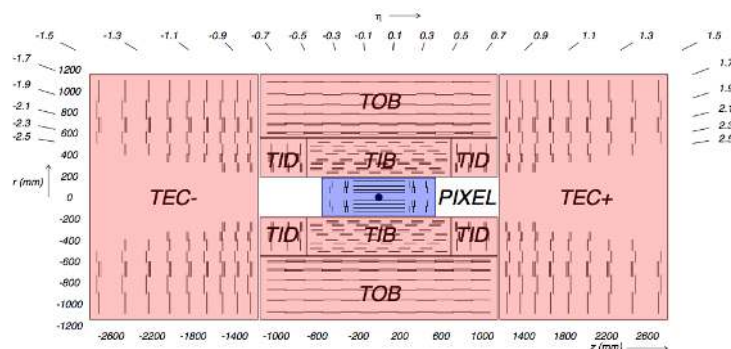 η
-1.5 -1.3 -1.1 -0.9 -0.7 -0.5 -0.3 -0.1 0.1 0.3 0.5 0.7 0.9 1.1 1.3 1.5
-1.7 1200 1.7
-1.9 1000 1.9
-2.1 800 TOB 2.1
-2.3 600 2.3
-2.5 400 2.5
TID TIB TID
200
r (mm) 0 TEC- PIXEL TEC+
-200
-400 TID TIB TID
-600
-800
TOB
-1000
-1200
-2600 -2200 -1800 -1400 -1000 -600 -200 200 600 1000 1400 1800 2200 2600
z (mm)